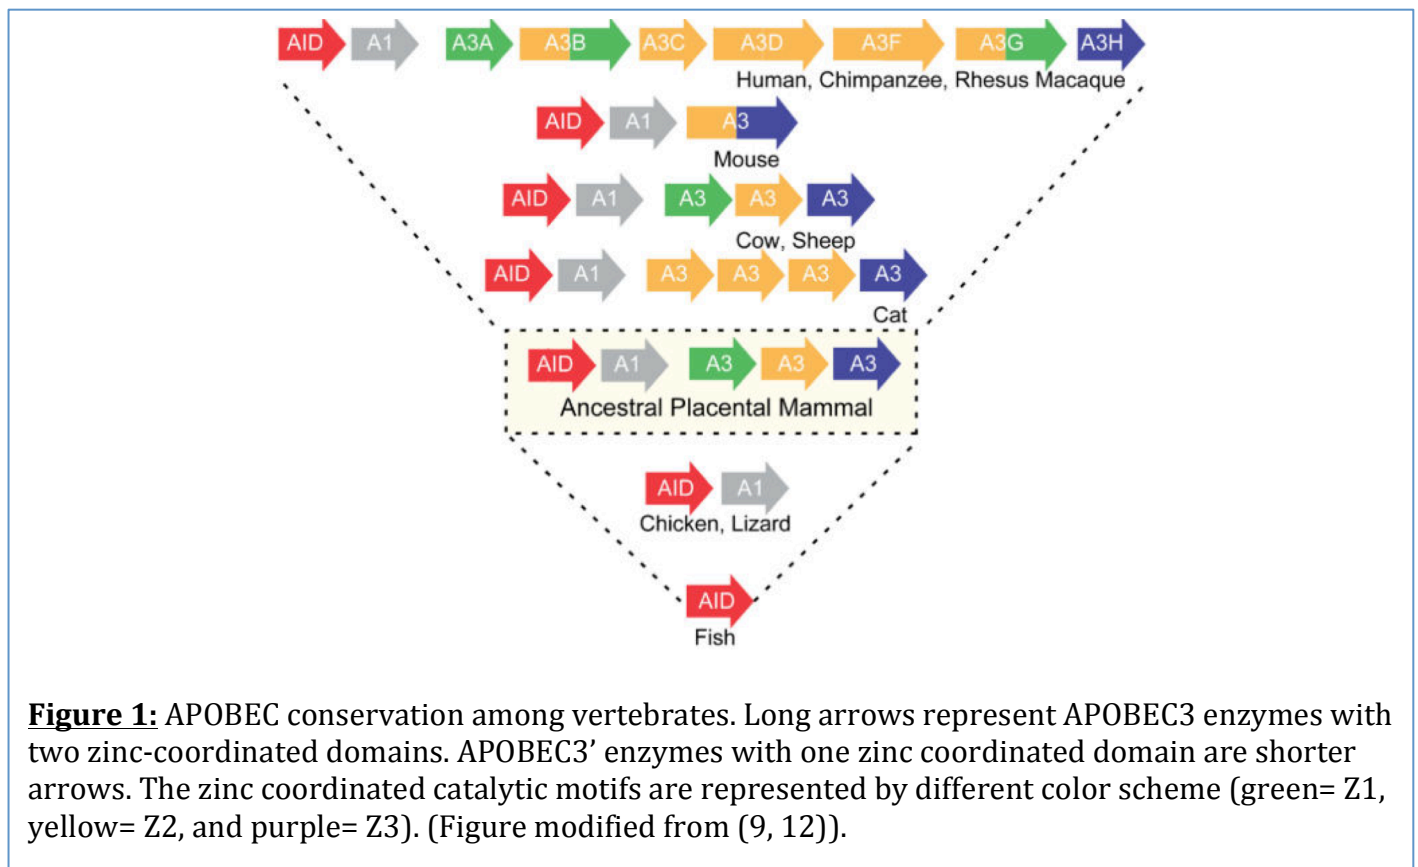 AID A1 A3A A3B A3C A3D A3F A3G A3H
Human, Chimpanzee, Rhesus Macaque
AID A1 A3
Mouse
AID A1 A3 A3 A3
Cow, Sheep
AID A1 A3 A3 A3 A3
Cat
AID A1 A3 A3 A3
Ancestral Placental Mammal
AID A1
Chicken, Lizard
AID
Fish
Figure 1: APOBEC conservation among vertebrates. Long arrows represent APOBEC3 enzymes with
two zinc-coordinated domains. APOBEC3’ enzymes with one zinc coordinated domain are shorter
arrows. The zinc coordinated catalytic motifs are represented by different color scheme (green= Z1,
yellow= Z2, and purple= Z3). (Figure modified from (9, 12)).